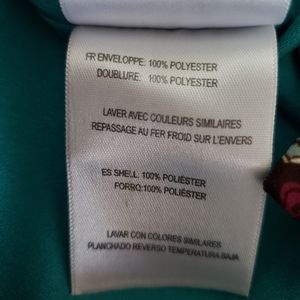 FR ENVELOPPE: 100% POLYESTER
DOUBLURE: 100% POLYESTER
LAVER AVEC COULEURS SIMILAIRES
REPASSAGE AU FER FROID SUR L'ENVERS
ES SHELL: 100% POLIÉSTER
FORRO:100% POLIÉSTER
LAVAR CON COLORES SIMILARES
PLANCHADO REVERSO TEMPERATURA BAJA